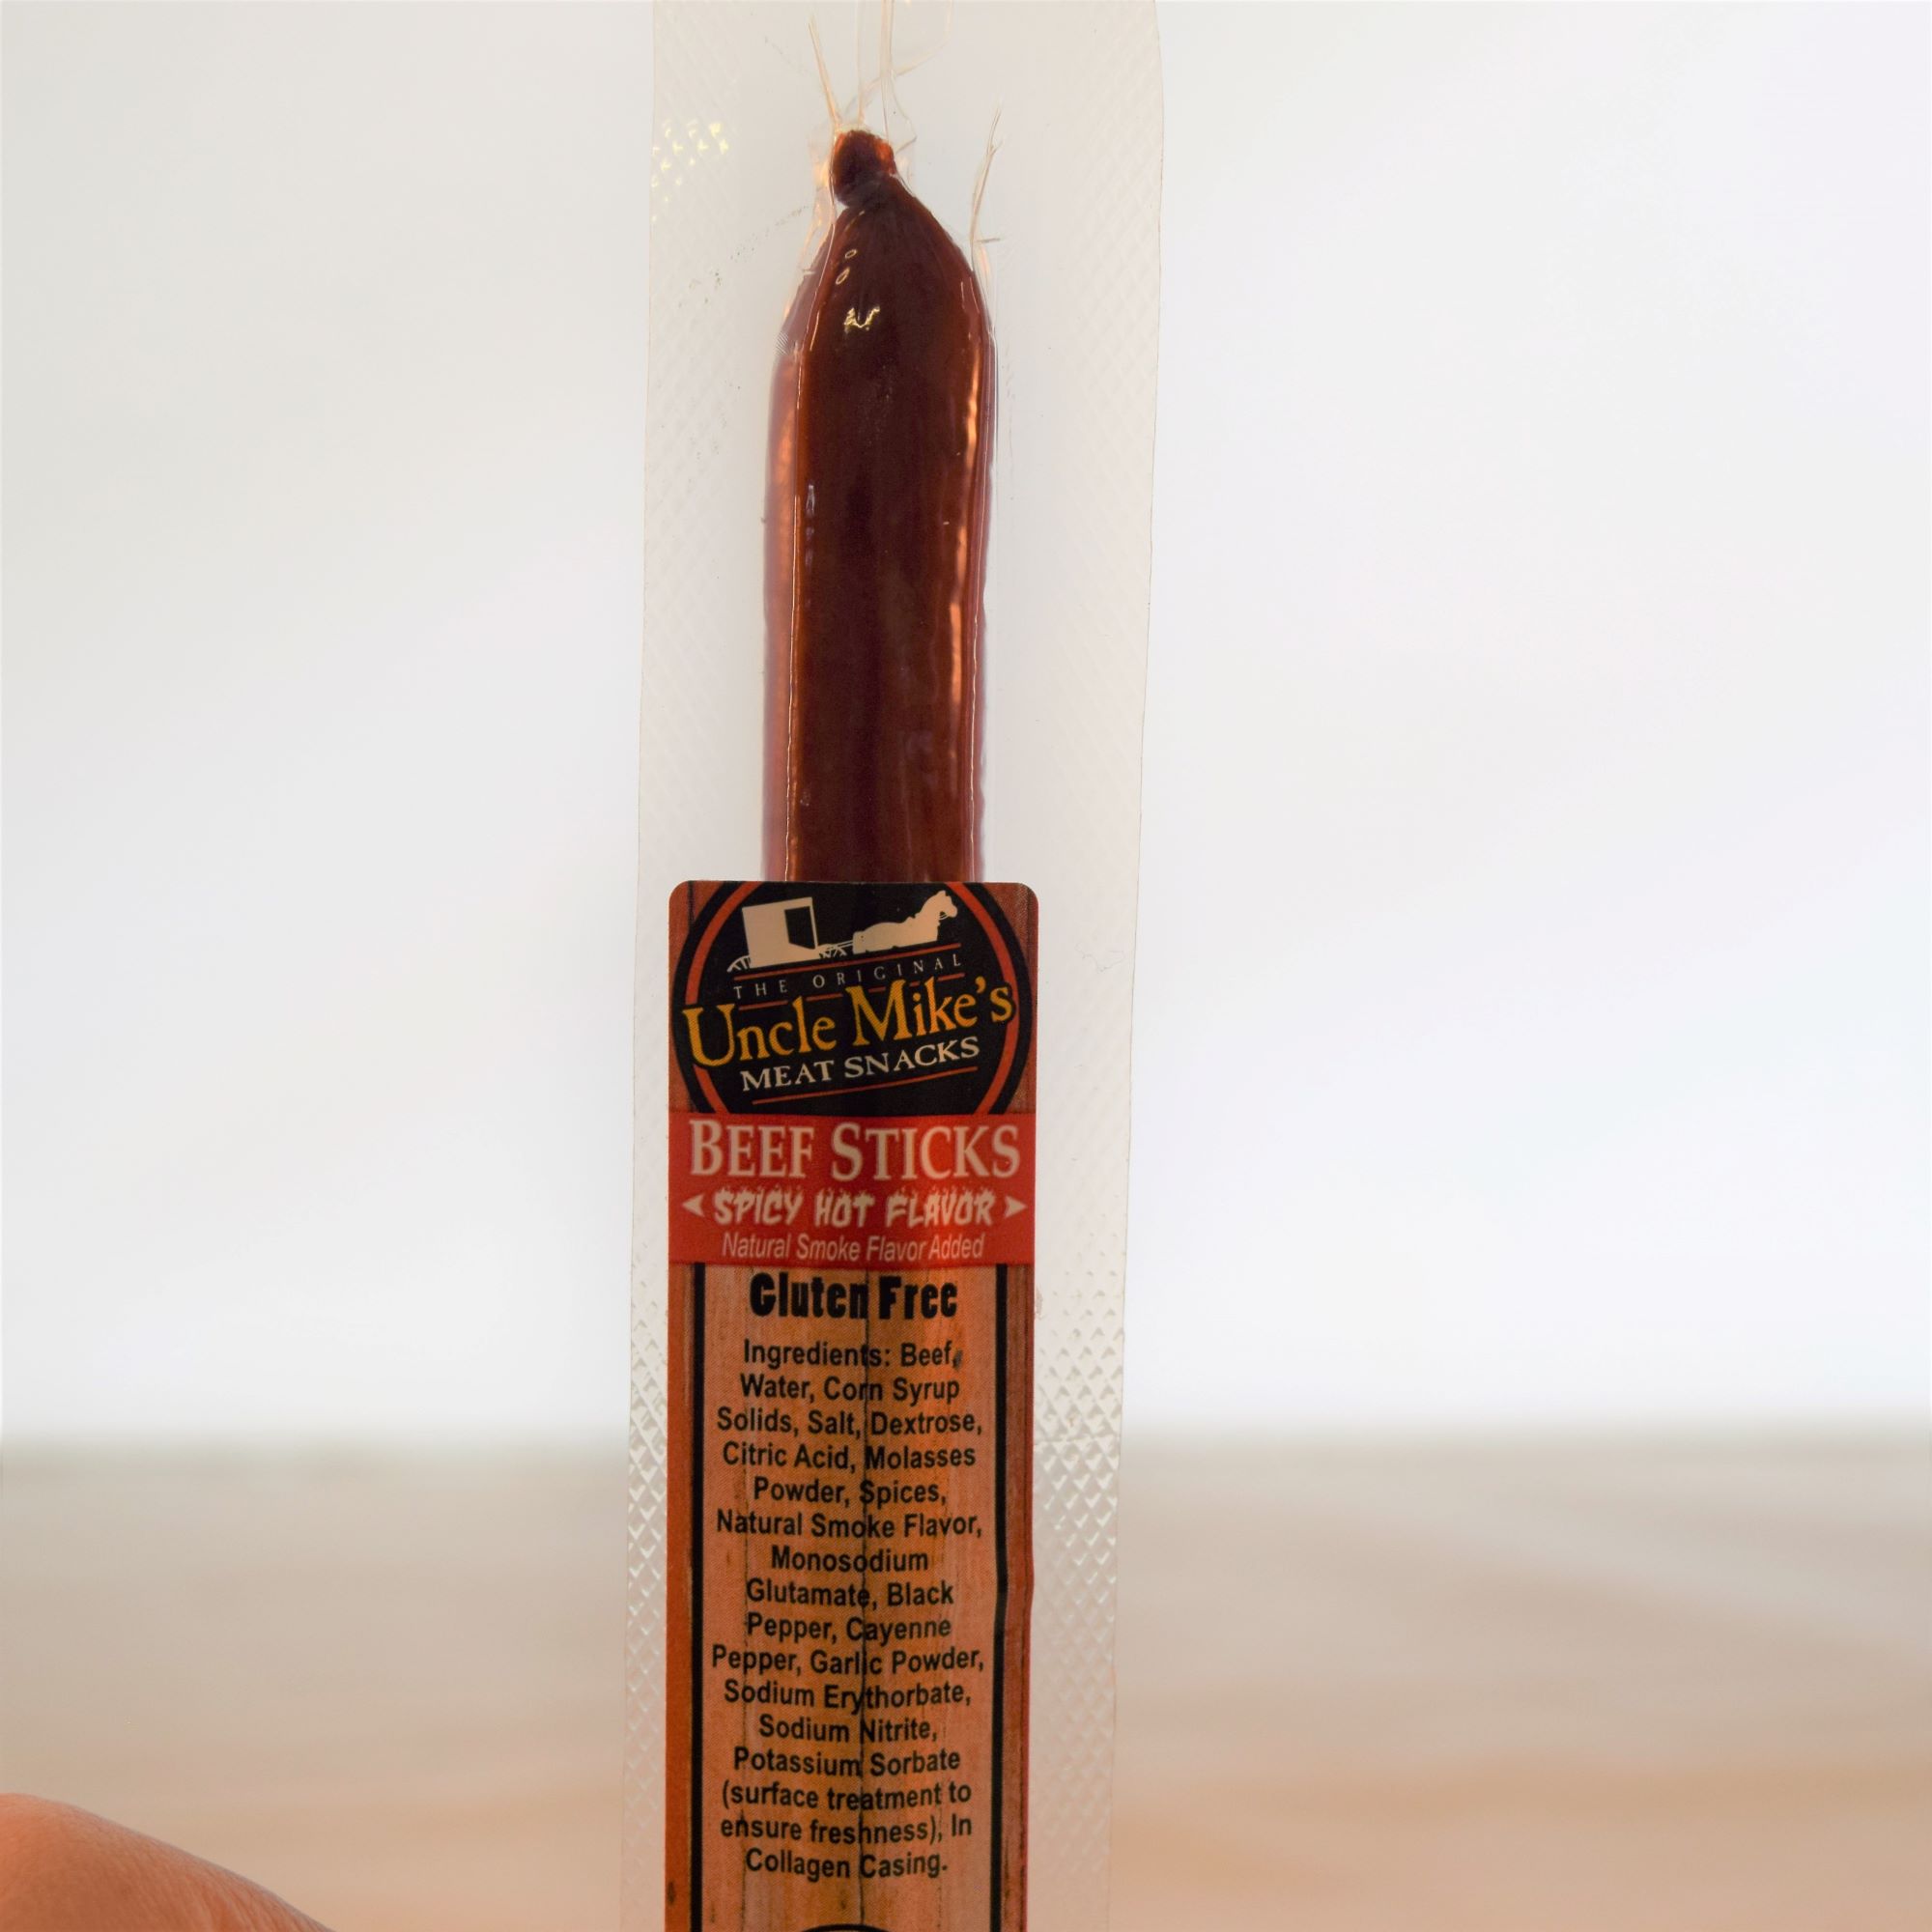 THE ORIGINAL
Uncle Mike's
MEAT SNACKS
BEEF STICKS
SPICY HOT FLAVOR
Natural Smoke Flavor Added
Gluten Free
Ingredients: Beef,
Water, Corn Syrup
Solids, Salt, Dextrose,
Citric Acid, Molasses
Powder, Spices,
Natural Smoke Flavor,
Monosodium
Glutamate, Black
Pepper, Cayenne
Pepper, Garlic Powder,
Sodium Erythorbate,
Sodium Nitrite,
Potassium Sorbate
(surface treatment to
ensure freshness), In
Collagen Casing.